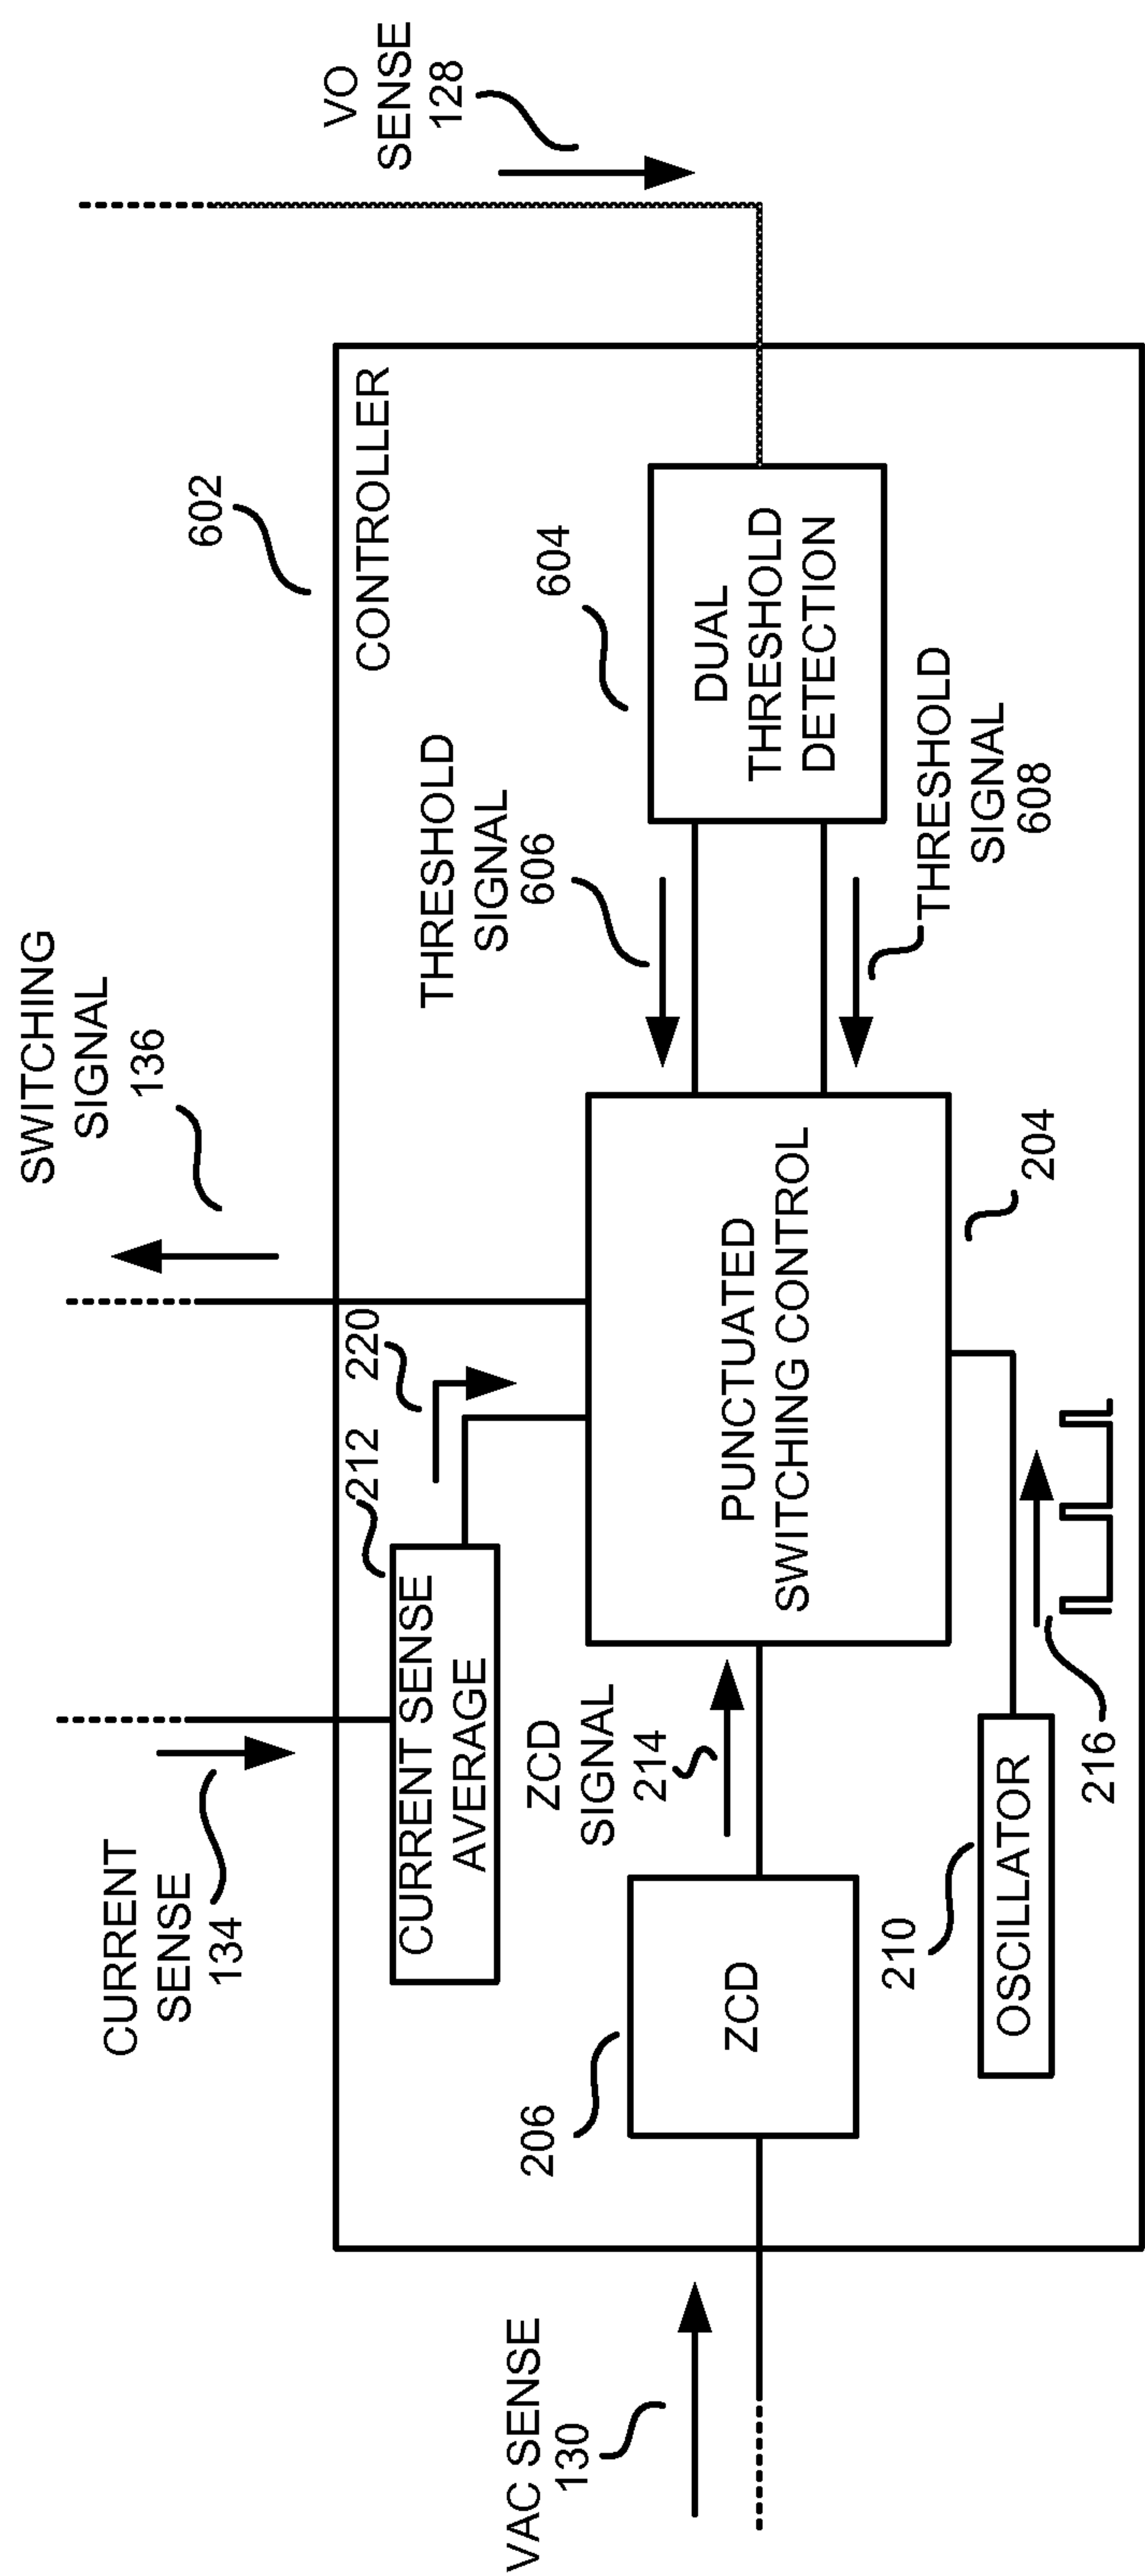 SWITCHING
SIGNAL
136
VO
SENSE
128
CURRENT
SENSE
134
602
CONTROLLER
212
220
CURRENT SENSE
AVERAGE
THRESHOLD
SIGNAL
606
604
VAC SENSE
130
206
ZCD
ZCD
SIGNAL
214
PUNCTUATED
SWITCHING CONTROL
DUAL
THRESHOLD
DETECTION
THRESHOLD
SIGNAL
608
210
OSCILLATOR
216
204